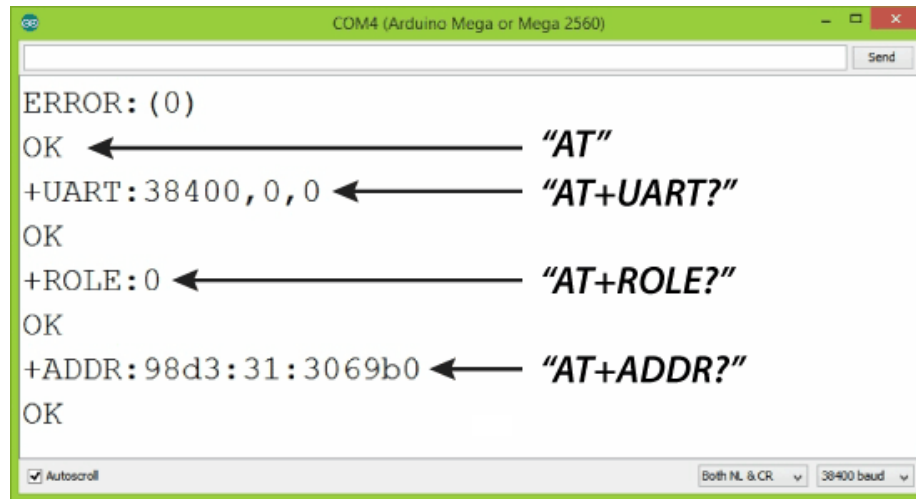 COM4 (Arduino Mega or Mega 2560)
Send
ERROR:(0)
OK “AT”
+UART:38400,0,0 “AT+UART?”
OK
+ROLE:0 “AT+ROLE?”
OK
+ADDR:98d3:31:3069b0 “AT+ADDR?”
OK
Autoscroll Both NL & CR 38400 baud